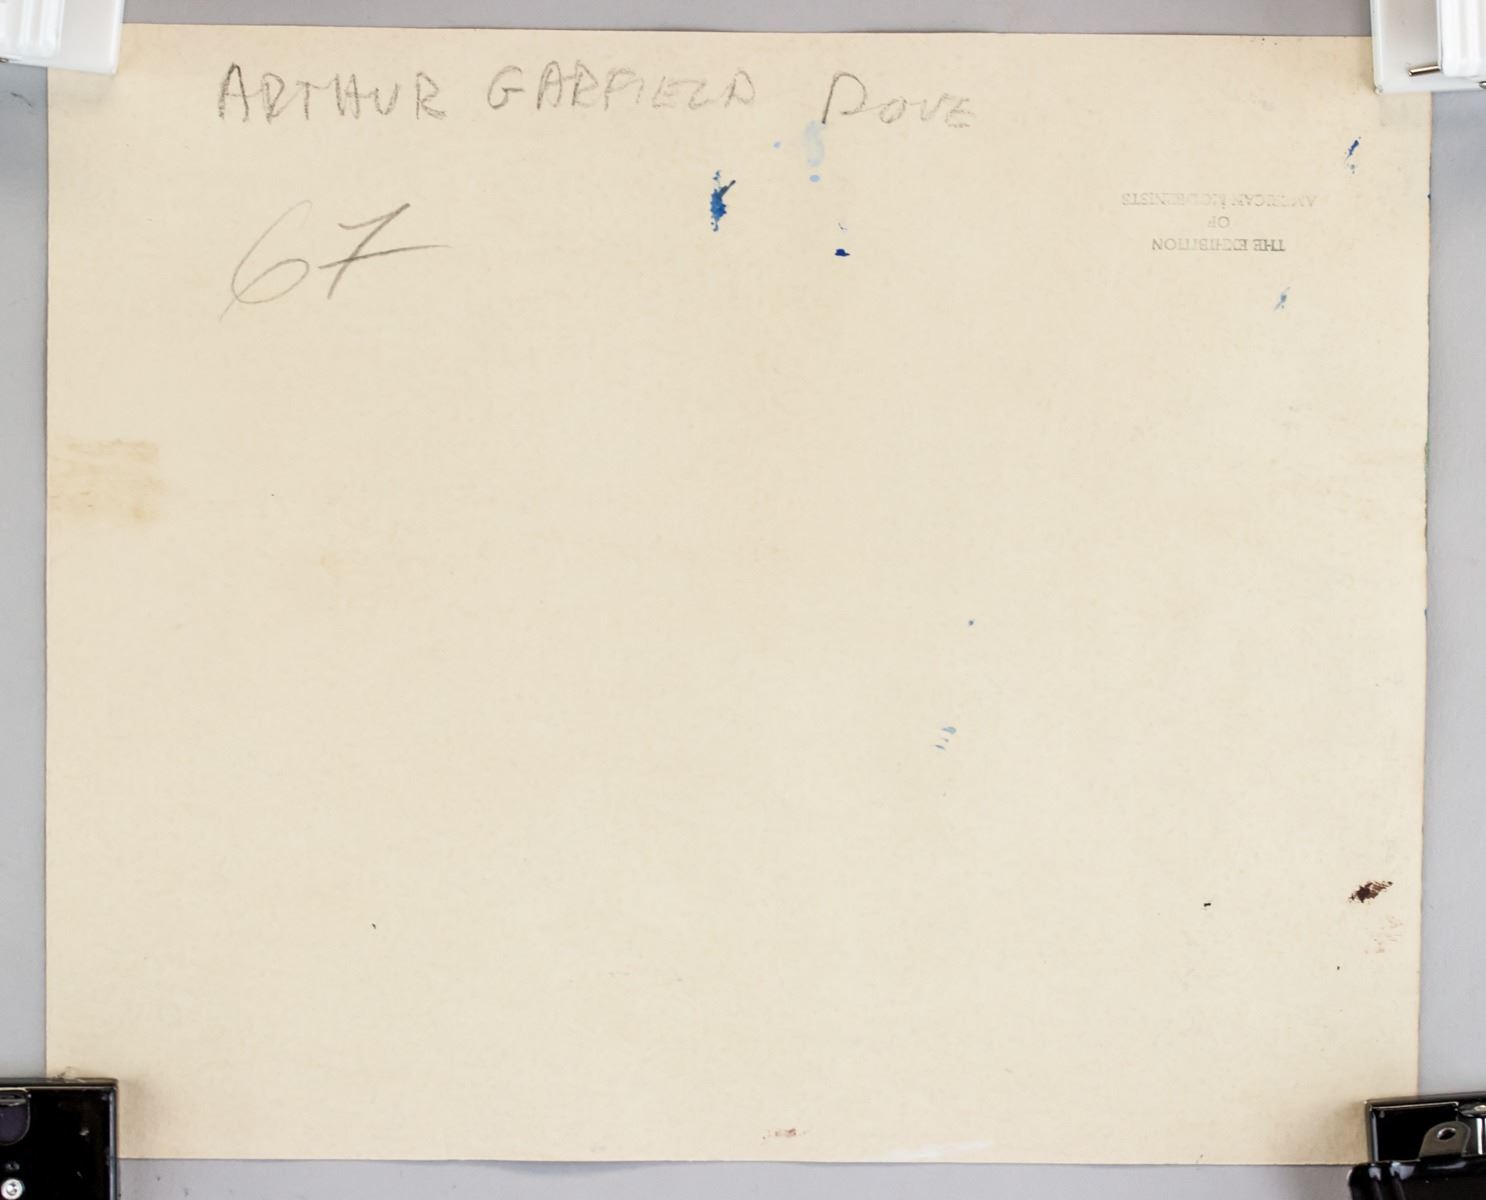 ARTHUR GARFIELD DOVE
67
THE EXHIBITION
OF
AMERICAN MODERNISTS